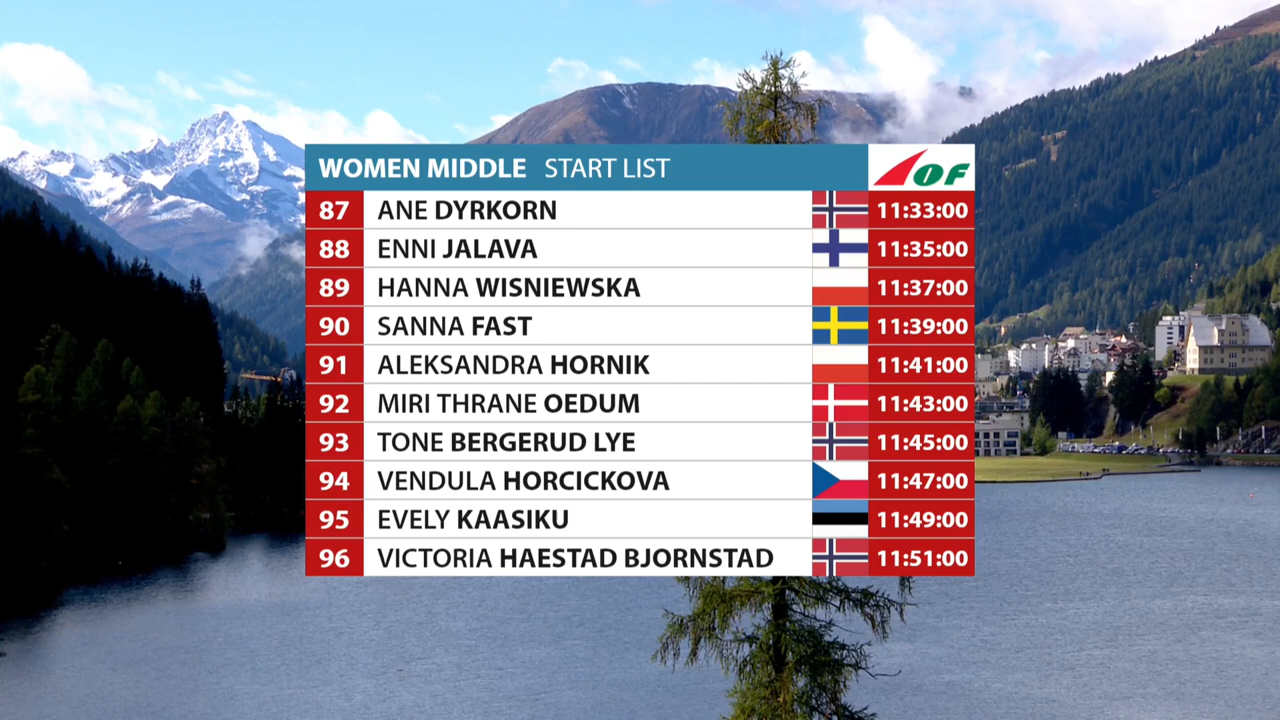 WOMEN MIDDLE START LIST IOF
87 ANE DYRKORN 11:33:00
88 ENNI JALAVA 11:35:00
89 HANNA WISNIEWSKA 11:37:00
90 SANNA FAST 11:39:00
91 ALEKSANDRA HORNIK 11:41:00
92 MIRI THRANE OEDUM 11:43:00
93 TONE BERGERUD LYE 11:45:00
94 VENDULA HORCICKOVA 11:47:00
95 EVELY KAASIKU 11:49:00
96 VICTORIA HAESTAD BJORNSTAD 11:51:00